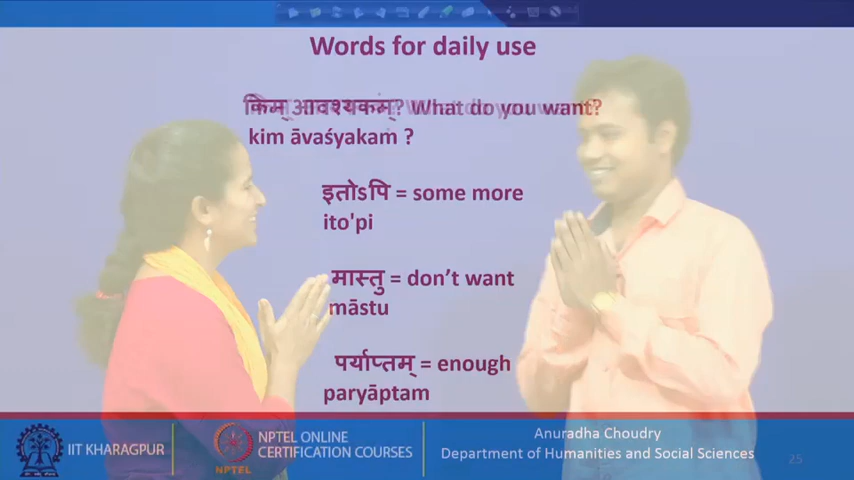 Words for daily use
किम् आवश्यकम्? What do you want?
kim āvaśyakaṁ ?
इतोऽपि = some more
ito'pi
मास्तु = don't want
māstu
पर्याप्तम् = enough
paryāptam
IIT KHARAGPUR
NPTEL
NPTEL ONLINE
CERTIFICATION COURSES
Anuradha Choudry
Department of Humanities and Social Sciences
25